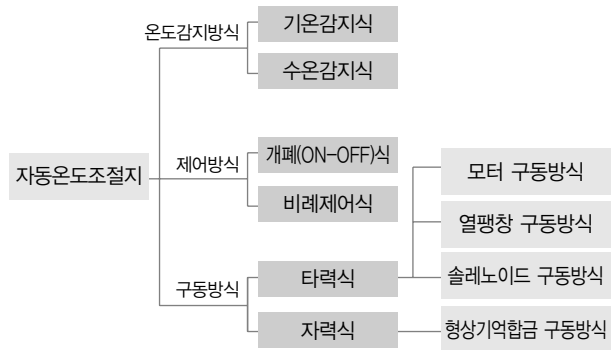 온도감지방식
기온감지식
수온감지식
자동온도조절지
제어방식
개폐(ON-OFF)식
비례제어식
구동방식
타력식
자력식
모터 구동방식
열팽창 구동방식
솔레노이드 구동방식
형상기억합금 구동방식